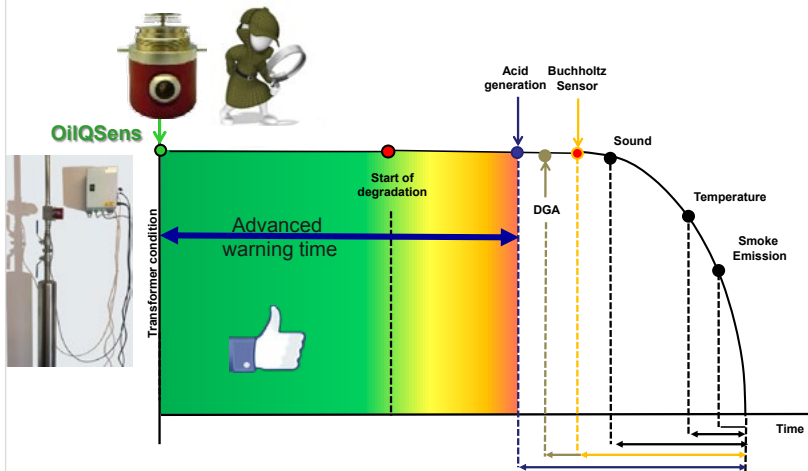 OilQSens
Acid
generation
Buchholtz
Sensor
Sound
Start of
degradation
DGA
Temperature
Smoke
Emission
Advanced
warning time
Transformer condition
Time